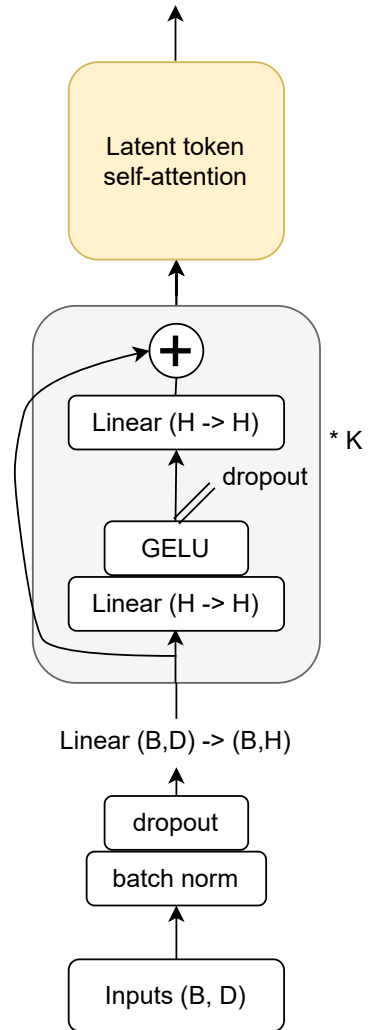 Latent token
self-attention
+
Linear (H -> H)
* K
dropout
GELU
Linear (H -> H)
Linear (B,D) -> (B,H)
dropout
batch norm
Inputs (B, D)